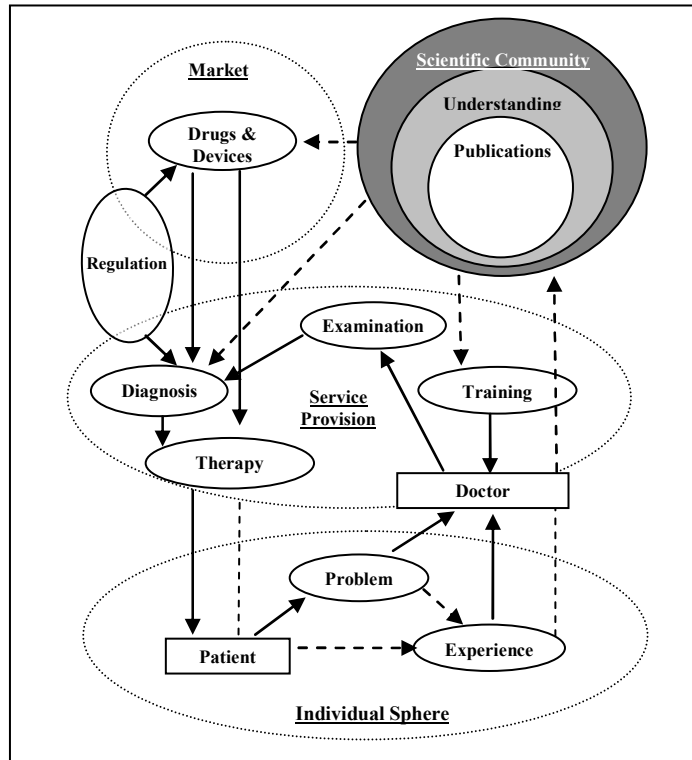 Scientific Community
Market
Understanding
Drugs &
Devices
Publications
Regulation
Examination
Diagnosis
Training
Service
Provision
Therapy
Doctor
Problem
Patient
Experience
Individual Sphere